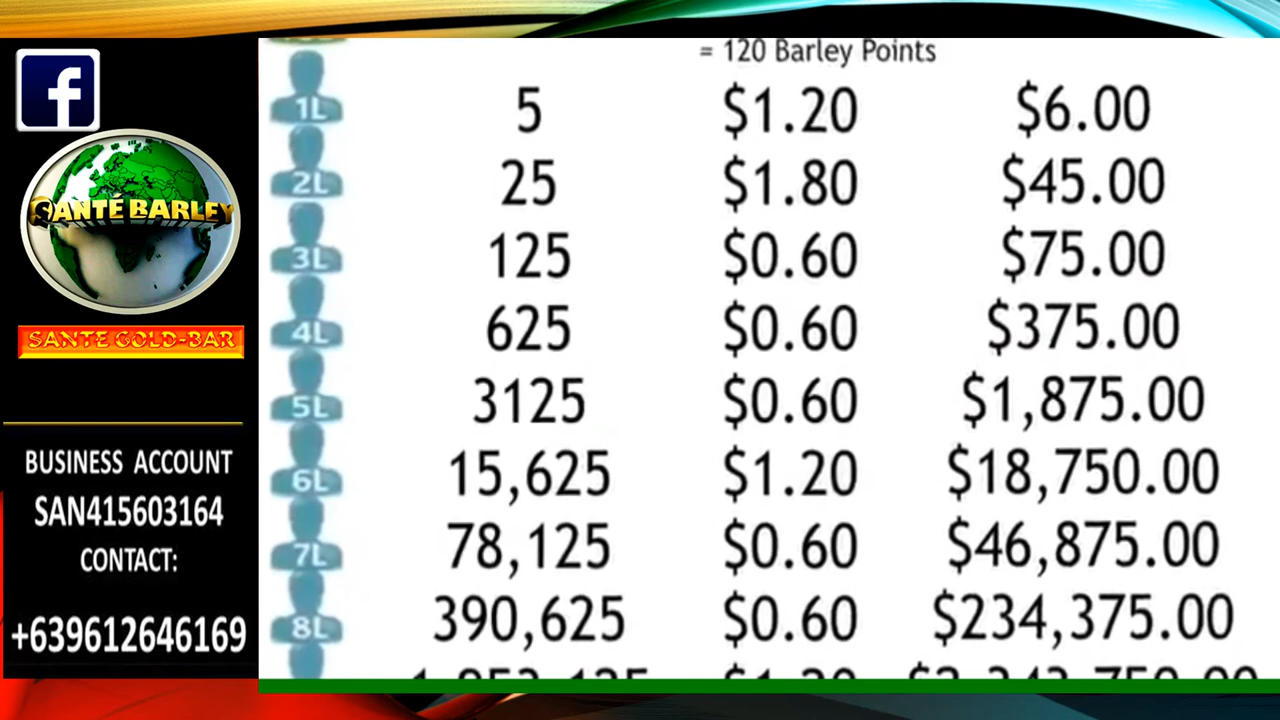 f
SANTÉ BARLEY
SANTE GOLD-BAR
BUSINESS ACCOUNT
SAN415603164
CONTACT:
+639612646169
= 120 Barley Points
1L 5 $1.20 $6.00
2L 25 $1.80 $45.00
3L 125 $0.60 $75.00
4L 625 $0.60 $375.00
5L 3125 $0.60 $1,875.00
6L 15,625 $1.20 $18,750.00
7L 78,125 $0.60 $46,875.00
8L 390,625 $0.60 $234,375.00